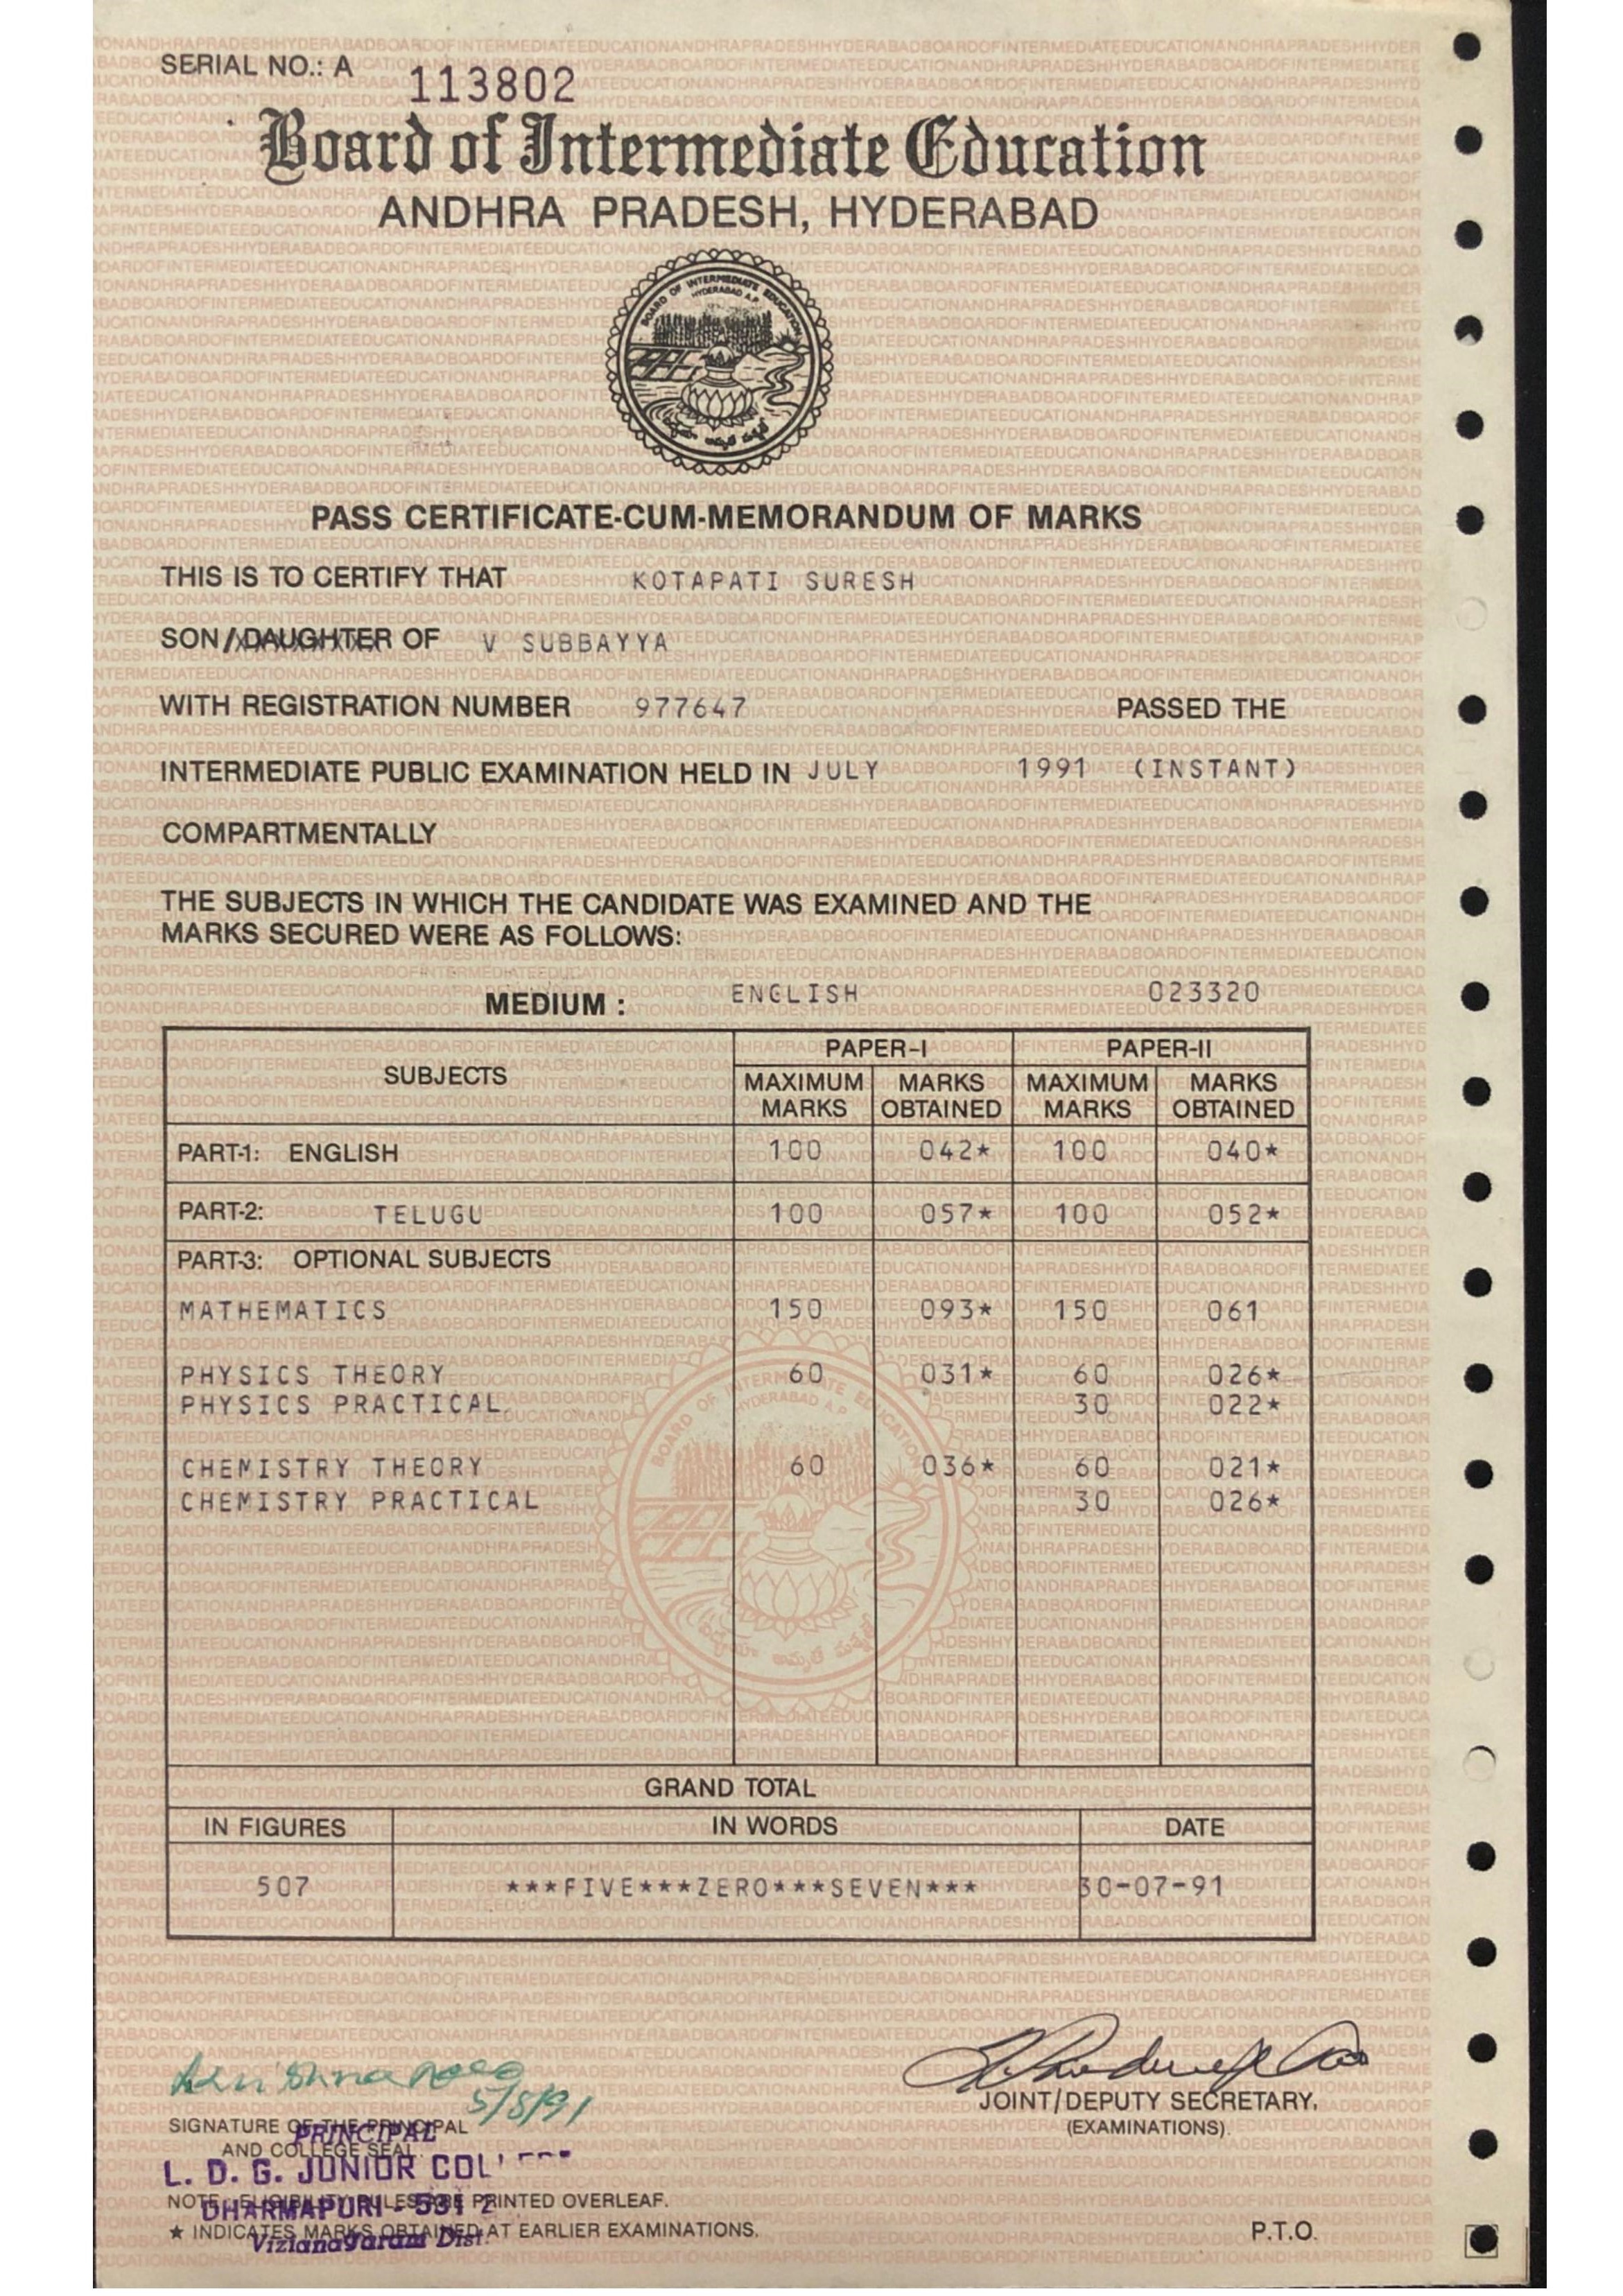 SERIAL NO.: A 113802
Board of Intermediate Education
ANDHRA PRADESH, HYDERABAD
BOARD OF INTERMEDIATE EDUCATION
HYDERABAD A.P.
PASS CERTIFICATE-CUM-MEMORANDUM OF MARKS
THIS IS TO CERTIFY THAT KOTAPATI SURESH
SON/DAUGHTER OF V SUBBAYYA
WITH REGISTRATION NUMBER 977647 PASSED THE
INTERMEDIATE PUBLIC EXAMINATION HELD IN JULY 1991 (INSTANT)
COMPARTMENTALLY
THE SUBJECTS IN WHICH THE CANDIDATE WAS EXAMINED AND THE
MARKS SECURED WERE AS FOLLOWS:
MEDIUM : ENGLISH 023320
SUBJECTS PAPER-I PAPER-II
MAXIMUM MARKS MARKS OBTAINED MAXIMUM MARKS MARKS OBTAINED
PART-1: ENGLISH 100 042* 100 040*
PART-2: TELUGU 100 057* 100 052*
PART-3: OPTIONAL SUBJECTS
MATHEMATICS 150 093* 150 061
PHYSICS THEORY 60 031* 60 026*
PHYSICS PRACTICAL 30 022*
CHEMISTRY THEORY 60 036* 60 021*
CHEMISTRY PRACTICAL 30 026*
GRAND TOTAL
IN FIGURES IN WORDS DATE
507 ***FIVE***ZERO***SEVEN*** 30-07-91
5/8/91
JOINT/DEPUTY SECRETARY.
(EXAMINATIONS).
SIGNATURE OF THE PRINCIPAL
PRINCIPAL
AND COLLEGE SEAL
L. D. G. JUNIOR
NOTE: ELIGIBILITY RULES ARE PRINTED OVERLEAF.
DHARMAPURI - 531 2
★ INDICATES MARKS OBTAINED AT EARLIER EXAMINATIONS. P.T.O.
Vizianagaram Dist.